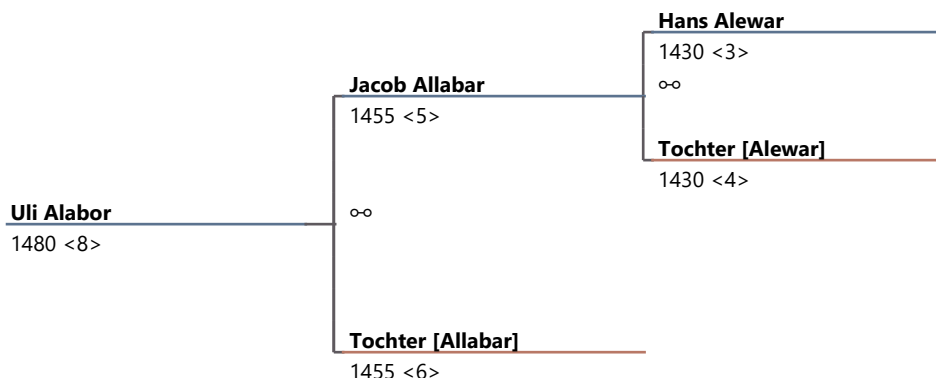 Hans Alewar
1430 <3>
Jacob Allabar
1455 <5>
Tochter [Alewar]
1430 <4>
Uli Alabor
1480 <8>
Tochter [Allabar]
1455 <6>